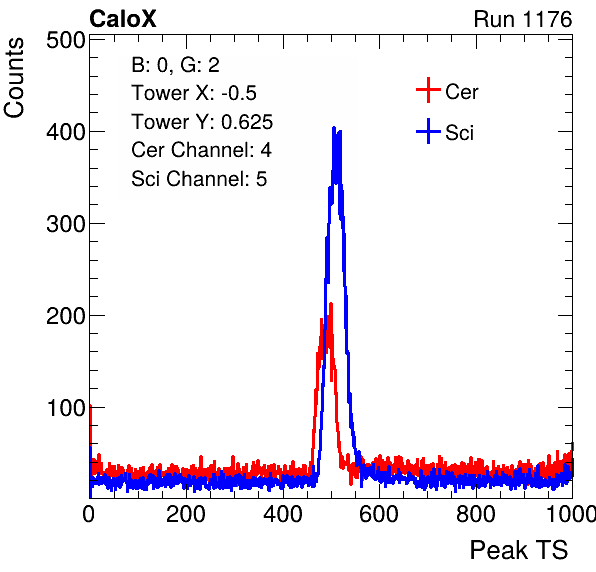 CaloX Run 1176
Counts
500
400
300
200
100
B: 0, G: 2
Tower X: -0.5
Tower Y: 0.625
Cer Channel: 4
Sci Channel: 5
Cer
Sci
0 200 400 600 800 1000
Peak TS